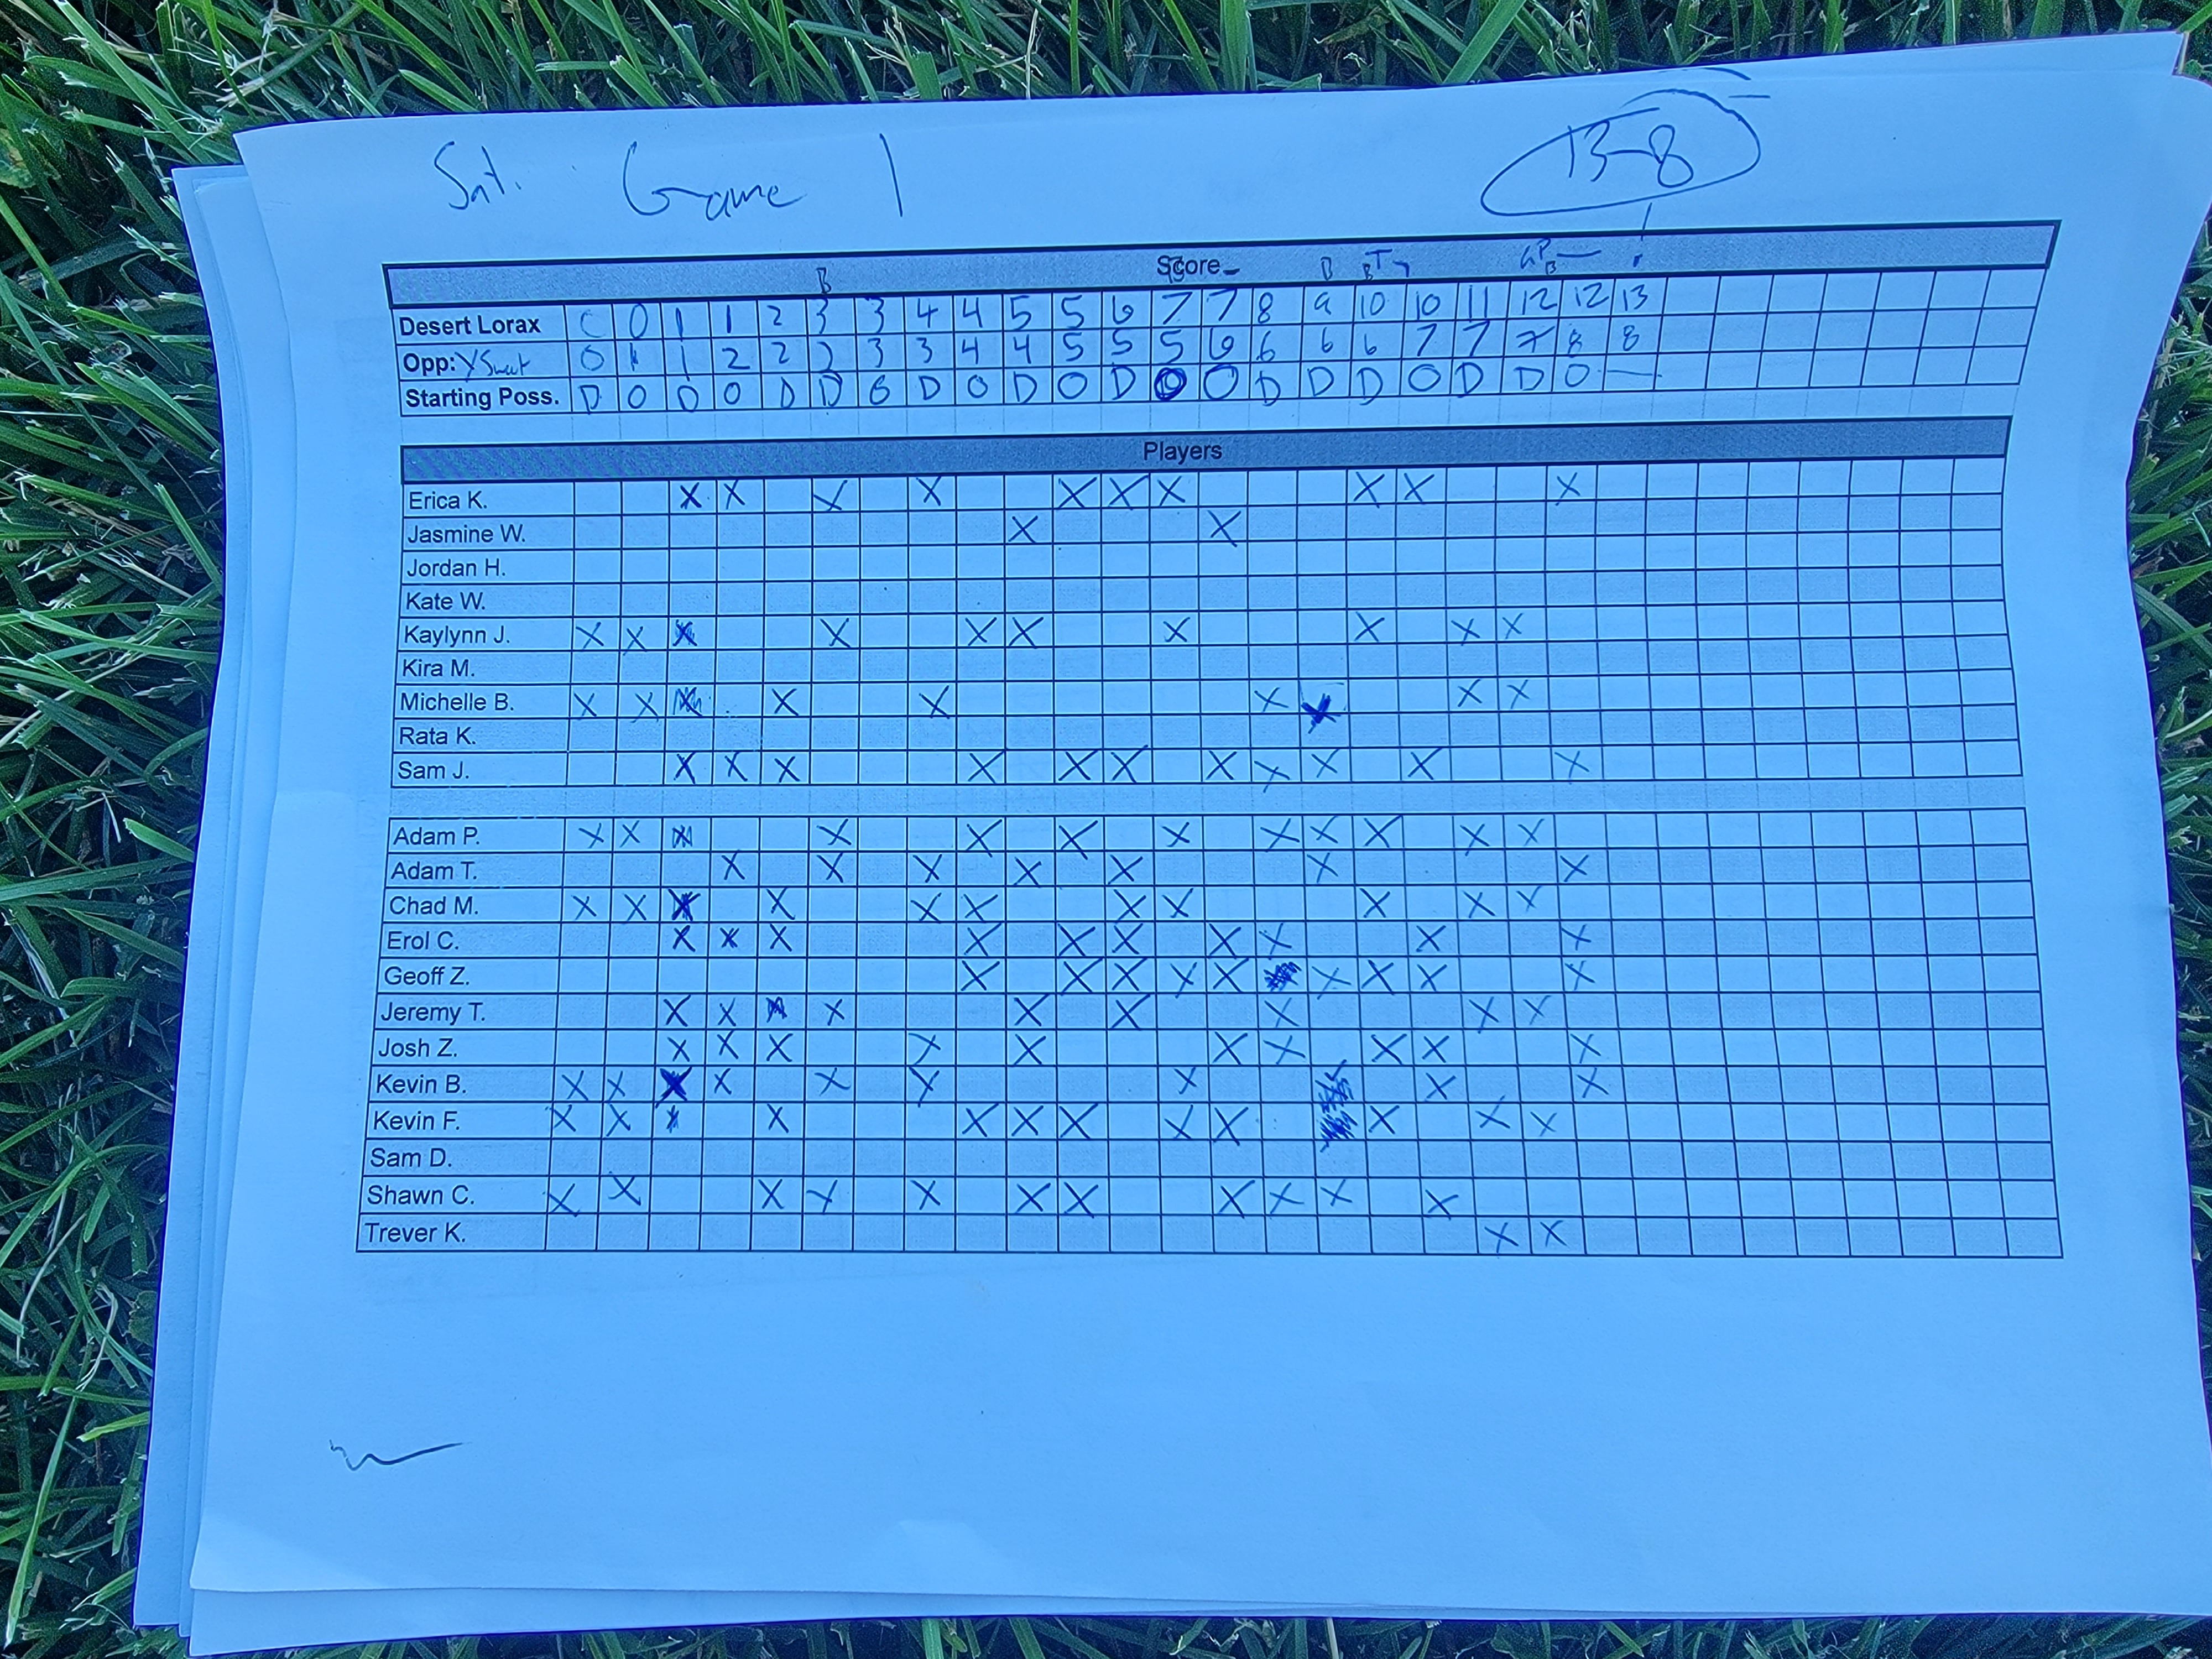 Sat. Game 1
13-8
Score
Desert Lorax 0 0 1 1 2 3 3 4 4 5 5 6 7 7 8 9 10 10 11 12 12 13
Opp: 0 1 1 2 2 2 3 3 4 4 5 5 5 6 6 6 6 7 7 7 8 8
Starting Poss. D O O O D D O D O D O D O O D D D O D D O —
Players
Erica K. X X X X X X X X X X
Jasmine W. X X
Jordan H.
Kate W.
Kaylynn J. X X X X X X X X X
Kira M.
Michelle B. X X X X X X X
Rata K.
Sam J. X X X X X X X X X X X
Adam P. X X X X X X X X X X X
Adam T. X X X X X X X
Chad M. X X X X X X X X X X
Erol C. X X X X X X X X X X
Geoff Z. X X X X X X X X X
Jeremy T. X X X X X X X X
Josh Z. X X X X X X X X X X
Kevin B. X X X X X X X X
Kevin F. X X X X X X X X X X X
Sam D.
Shawn C. X X X X X X X X X X X
Trever K. X X